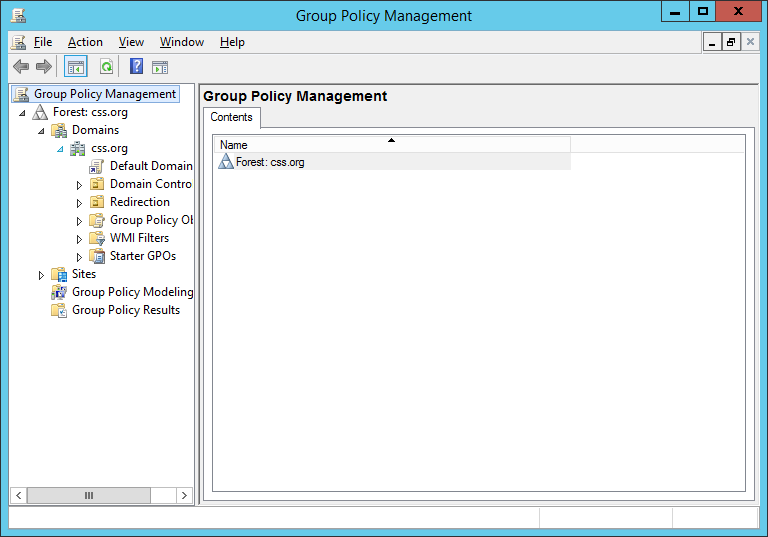 Group Policy Management
File Action View Window Help
Group Policy Management
Forest: css.org
Domains
css.org
Default Domain
Domain Contro
Redirection
Group Policy Ob
WMI Filters
Starter GPOs
Sites
Group Policy Modeling
Group Policy Results
Group Policy Management
Contents
Name
Forest: css.org